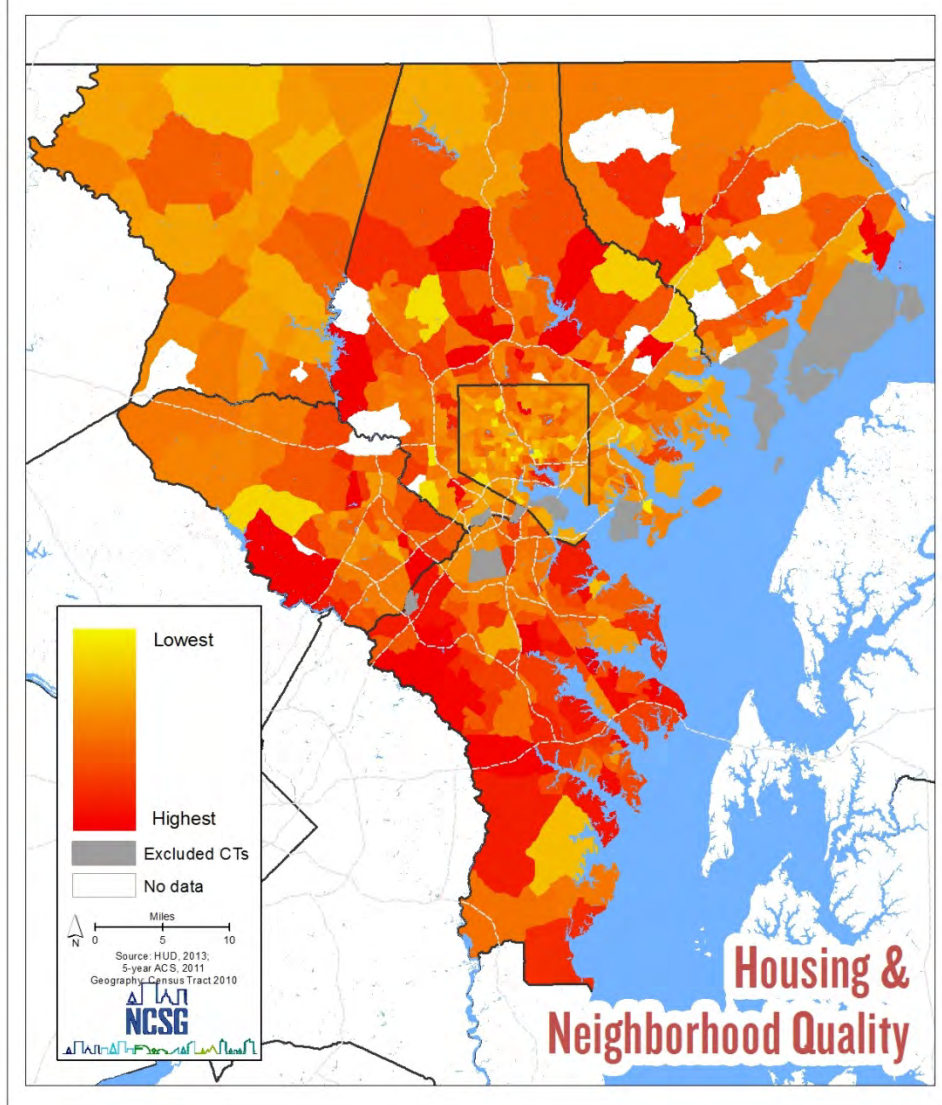 Lowest
Highest
Excluded CTs
No data
Miles
N
0 5 10
Source: HUD, 2013;
5-year ACS, 2011
Geography: Census Tract 2010
NCSG
Housing &
Neighborhood Quality